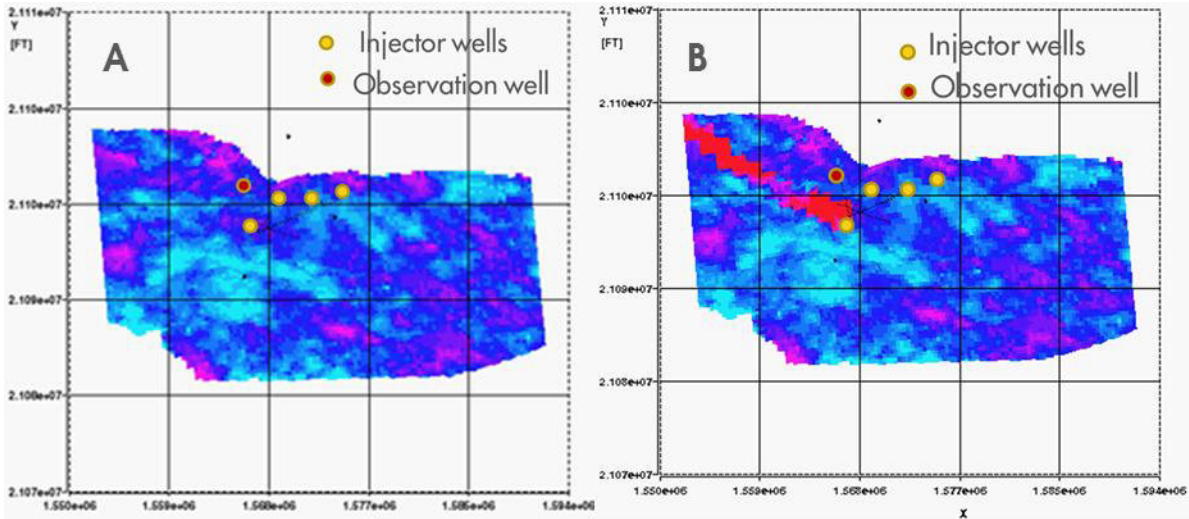 2.111e+07
Y
[FT]
A
Injector wells
Observation well
2.110e+07
2.110e+07
2.109e+07
2.108e+07
2.107e+07
1.550e+06
1.559e+06
1.568e+06
1.577e+06
1.585e+06
1.594e+06
2.111e+07
Y
[FT]
B
Injector wells
Observation well
2.110e+07
2.110e+07
2.109e+07
2.108e+07
2.107e+07
1.550e+06
1.559e+06
1.568e+06
1.577e+06
1.585e+06
1.594e+06
X